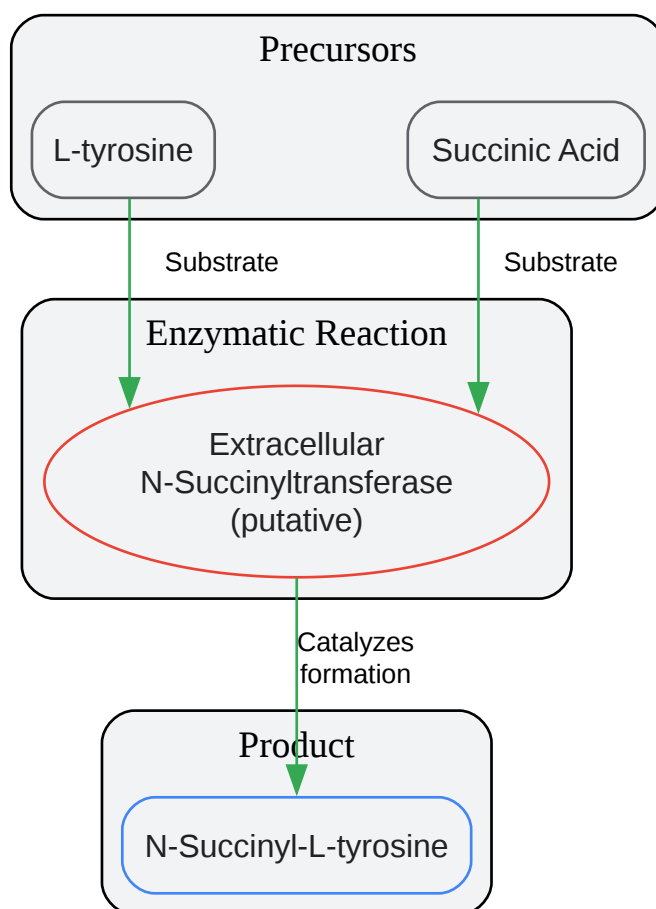 Precursors
L-tyrosine
Succinic Acid
Substrate
Substrate
Enzymatic Reaction
Extracellular
N-Succinyltransferase
(putative)
Catalyzes
formation
Product
N-Succinyl-L-tyrosine